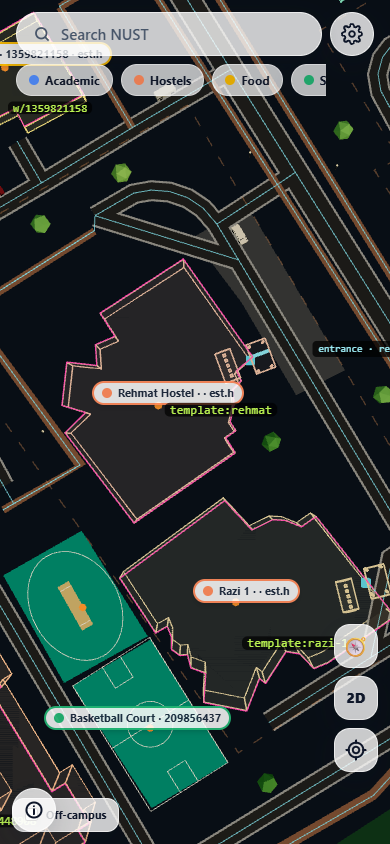 Search NUST
· 1359821158 · est.h
Academic
Hostels
Food
S
w/1359821158
entrance · re
Rehmat Hostel · · est.h
template:rehmat
Razi 1 · · est.h
template:razi-
2D
Basketball Court · 209856437
Off-campus